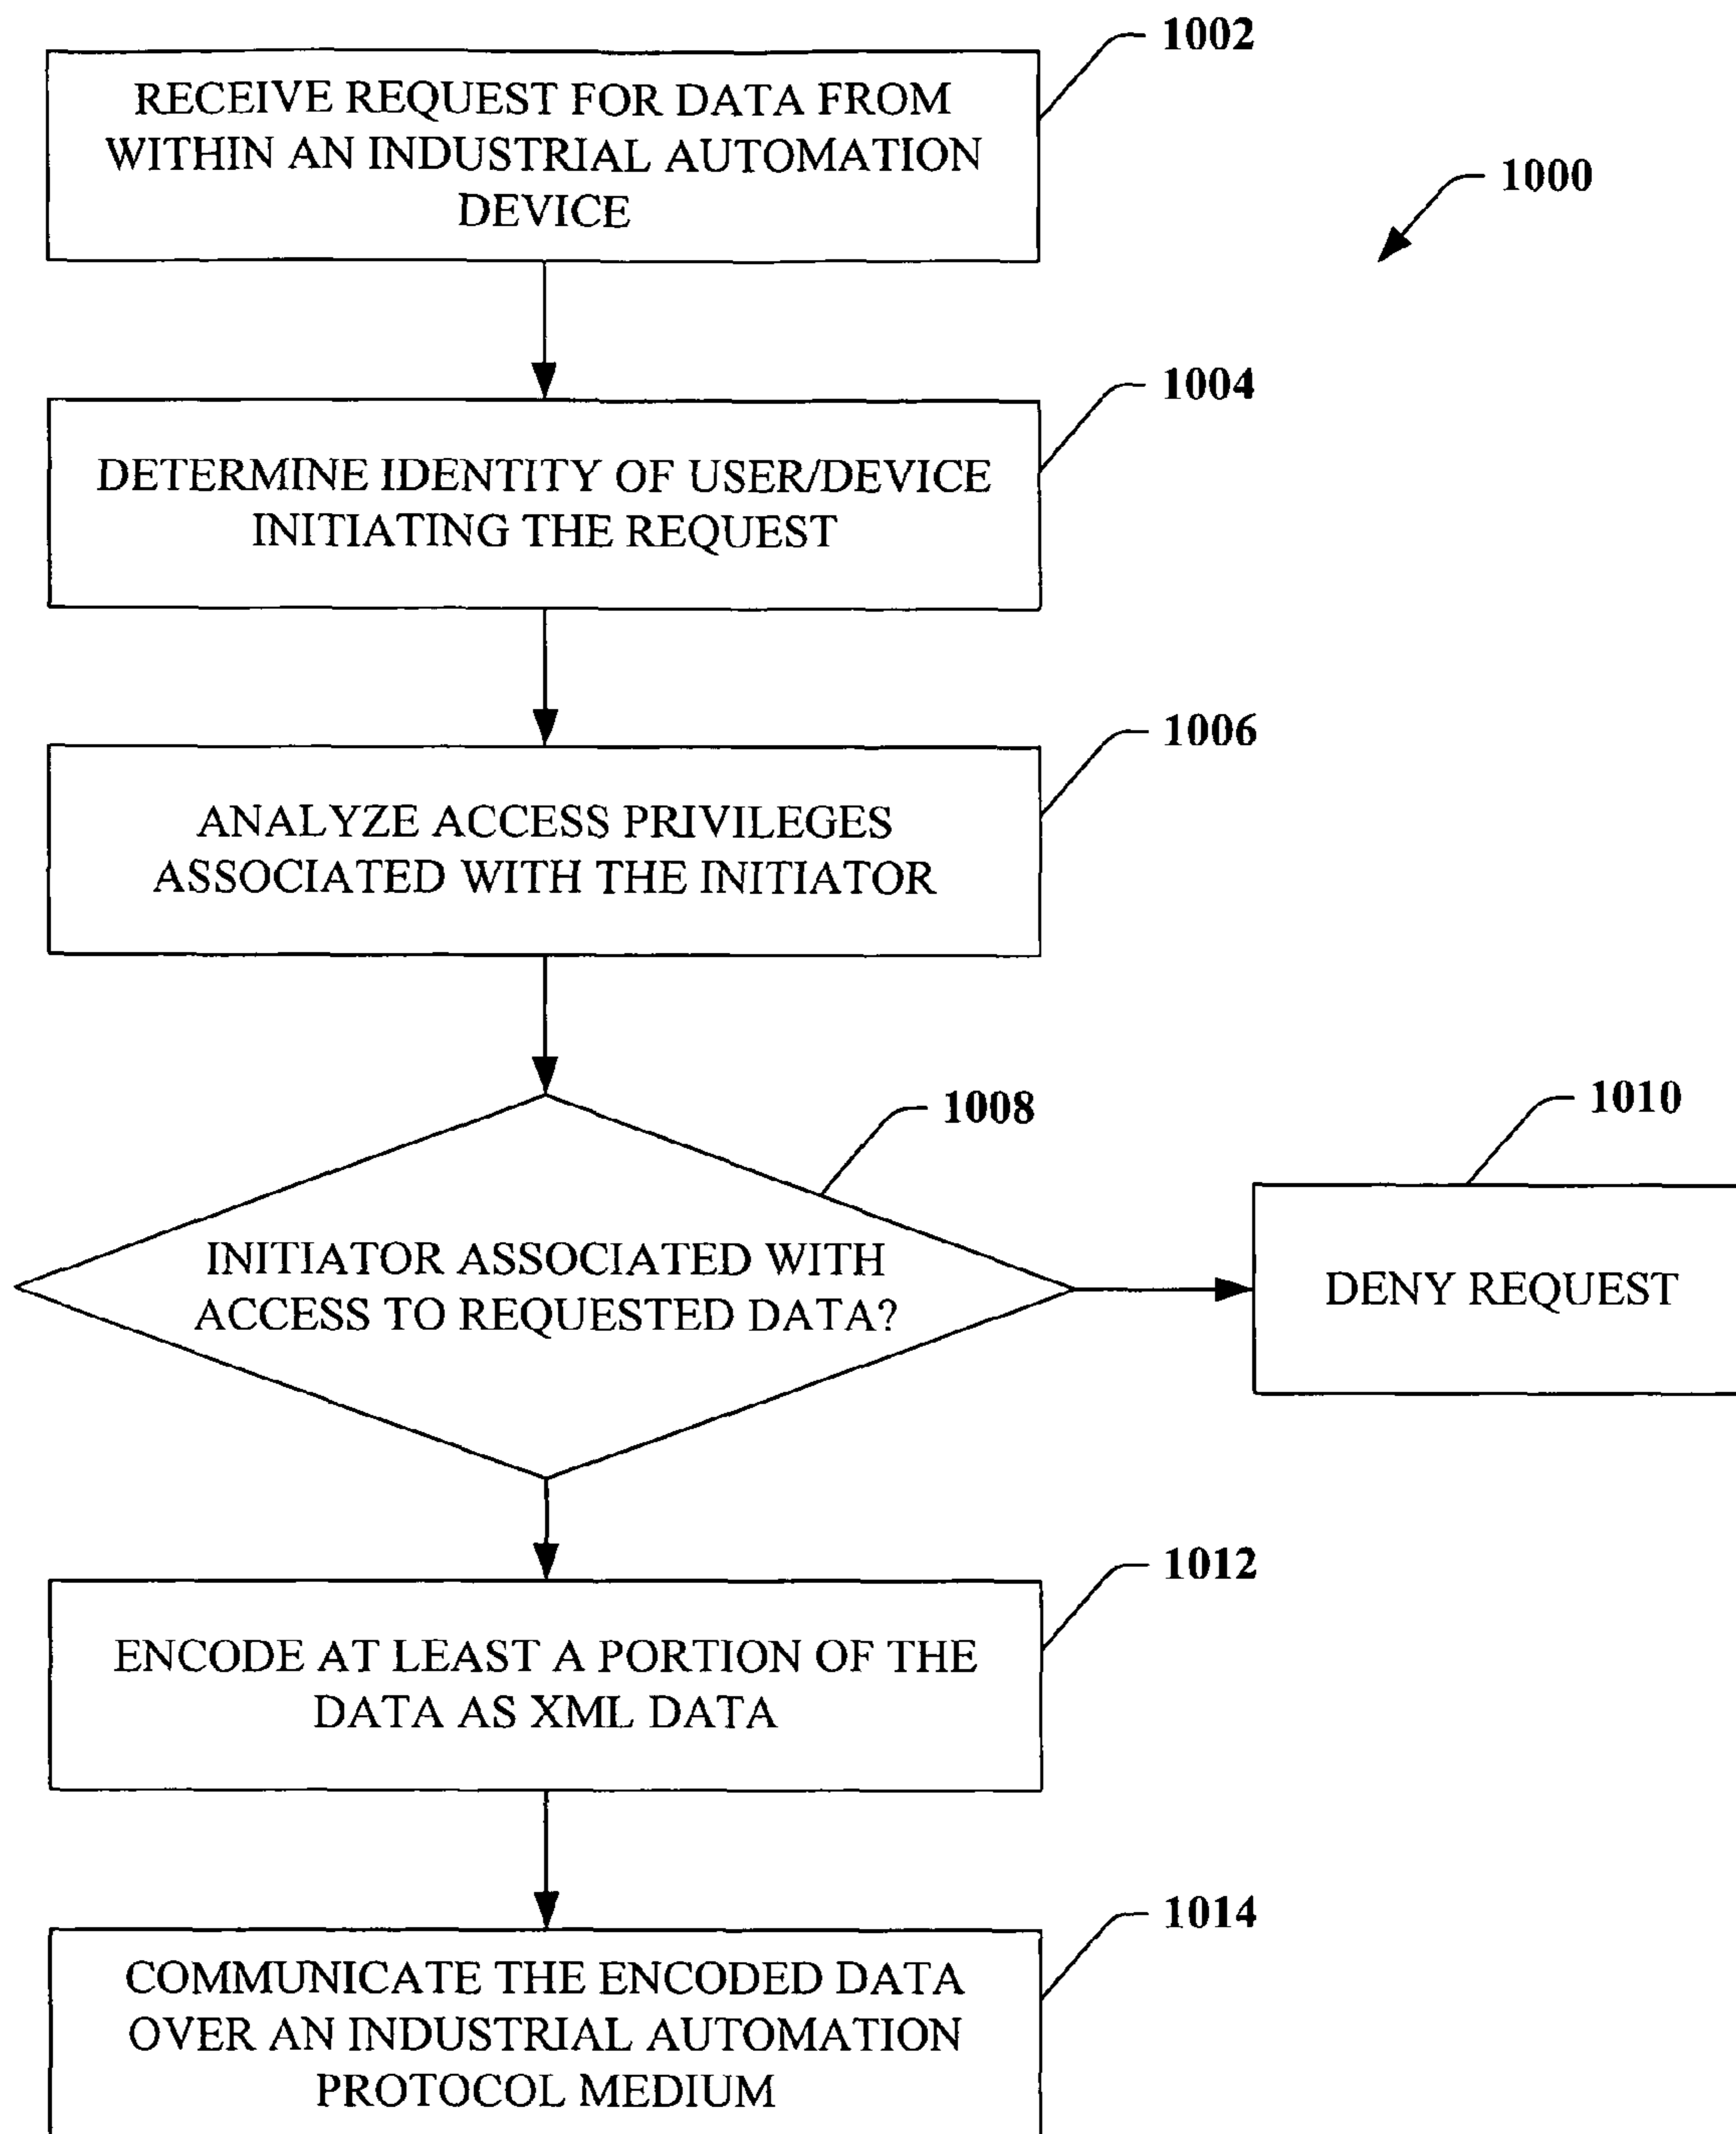 1002
RECEIVE REQUEST FOR DATA FROM
WITHIN AN INDUSTRIAL AUTOMATION
DEVICE
1000
1004
DETERMINE IDENTITY OF USER/DEVICE
INITIATING THE REQUEST
1006
ANALYZE ACCESS PRIVILEGES
ASSOCIATED WITH THE INITIATOR
1008
INITIATOR ASSOCIATED WITH
ACCESS TO REQUESTED DATA?
1010
DENY REQUEST
1012
ENCODE AT LEAST A PORTION OF THE
DATA AS XML DATA
1014
COMMUNICATE THE ENCODED DATA
OVER AN INDUSTRIAL AUTOMATION
PROTOCOL MEDIUM